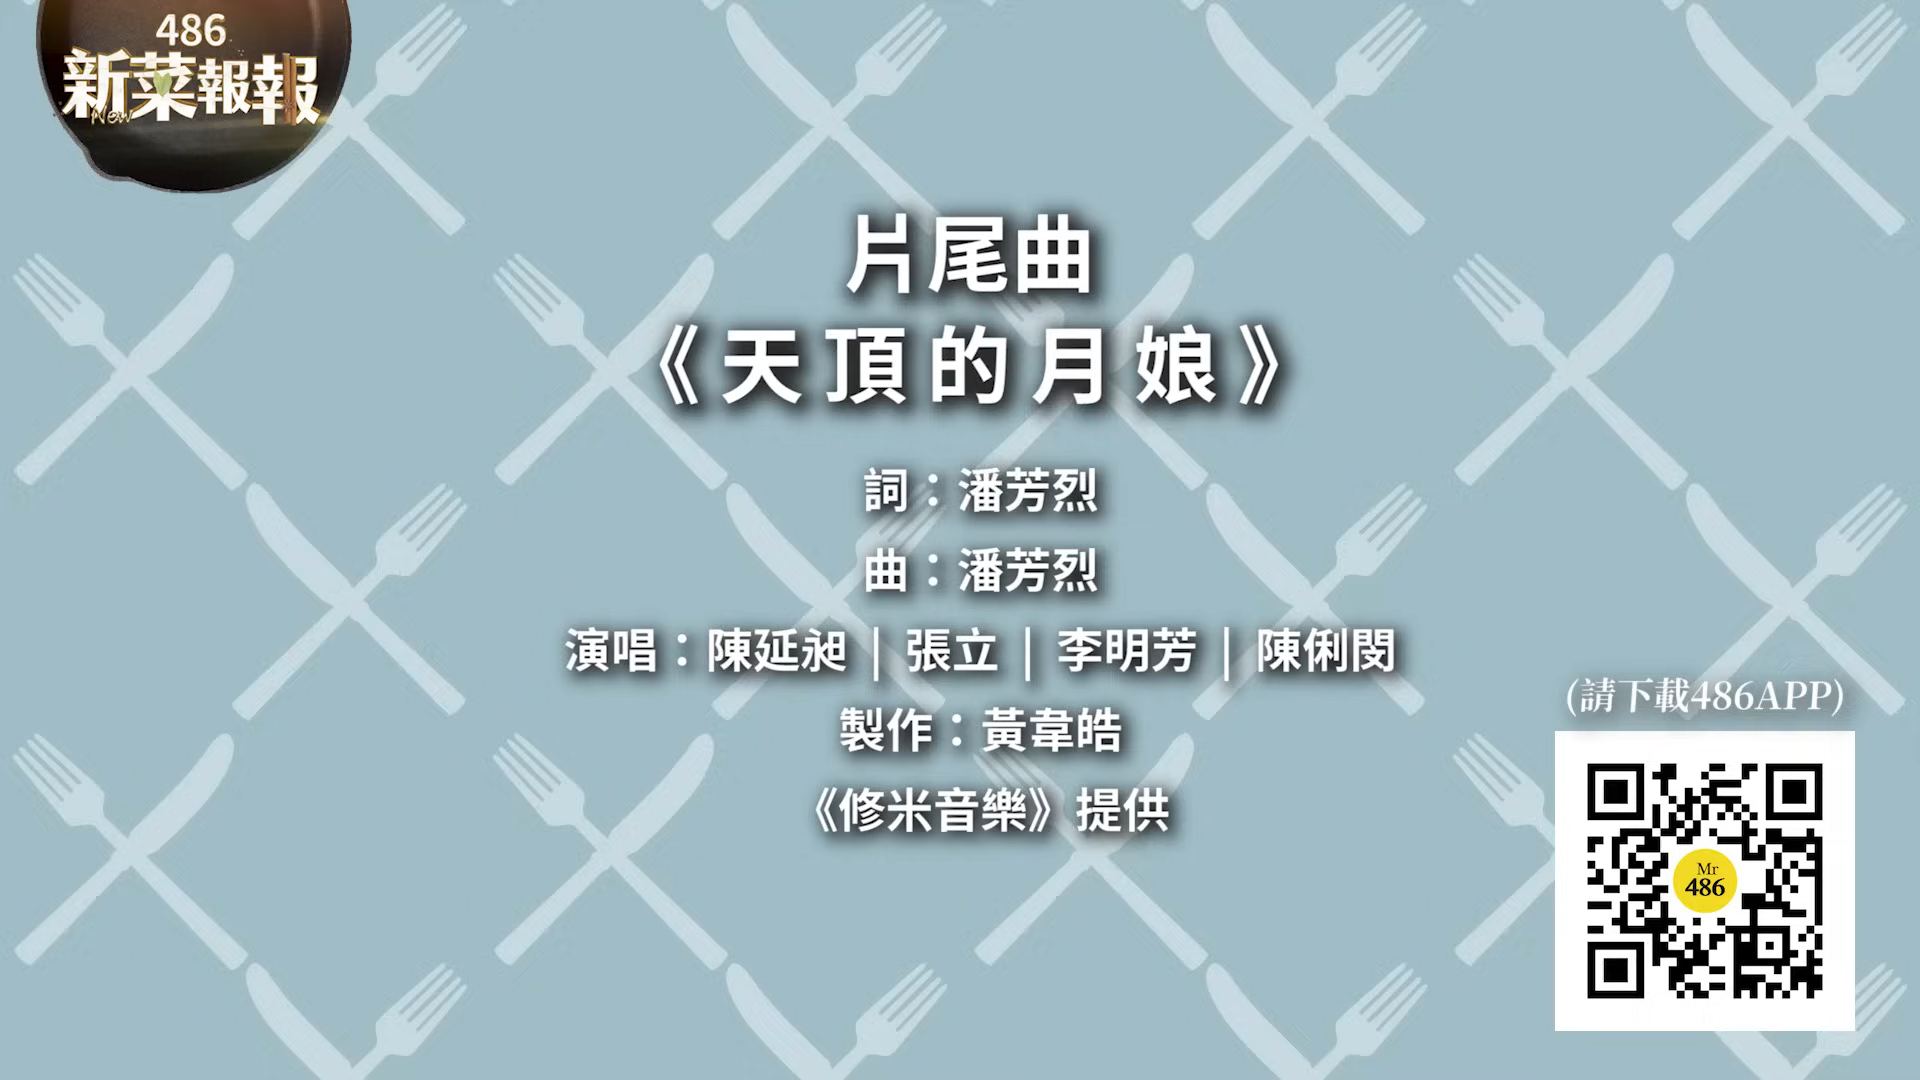 486
新菜報報
New
片尾曲
《天頂的月娘》
詞：潘芳烈
曲：潘芳烈
演唱：陳延昶｜張立｜李明芳｜陳俐閔
製作：黃韋皓
《修米音樂》提供
(請下載486APP)
Mr
486